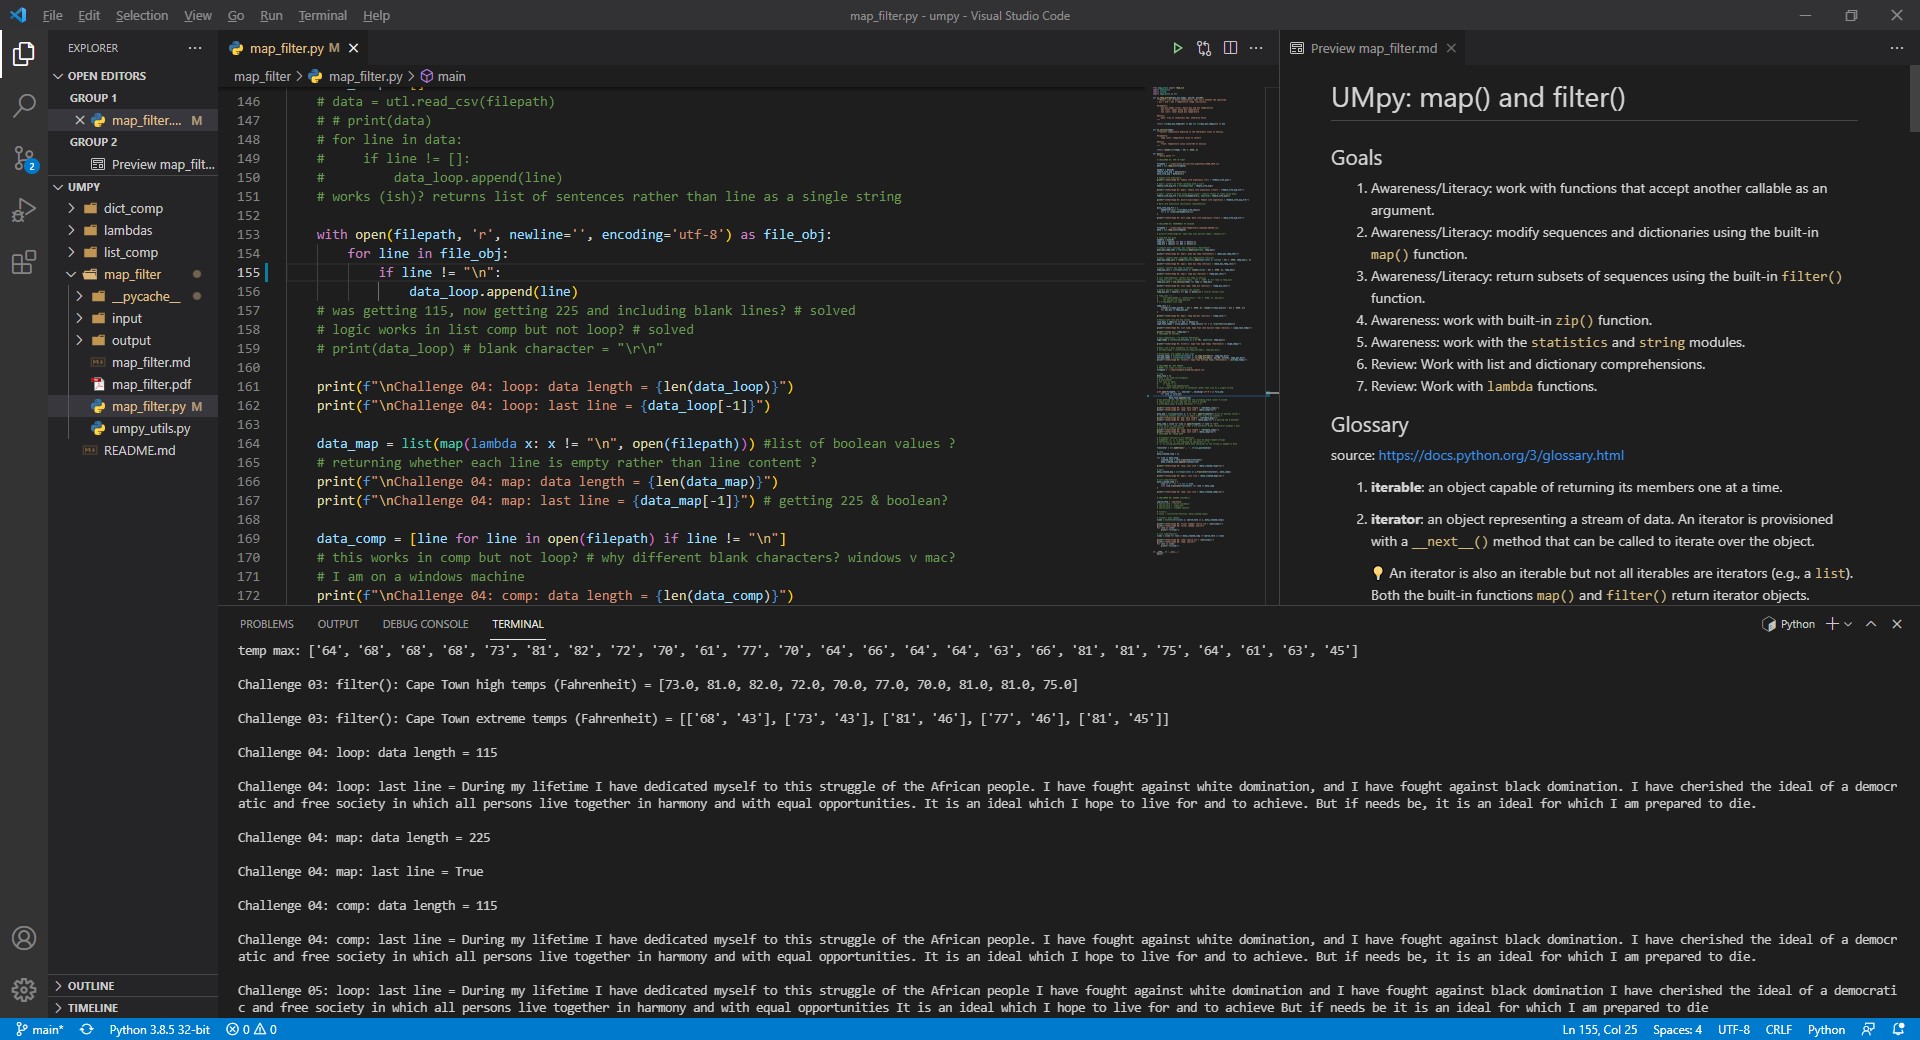 File Edit Selection View Go Run Terminal Help
map_filter.py - umpy - Visual Studio Code
EXPLORER
OPEN EDITORS
GROUP 1
map_filter.... M
GROUP 2
Preview map_filt...
UMPY
dict_comp
lambdas
list_comp
map_filter
__pycache__
input
output
map_filter.md
map_filter.pdf
map_filter.py M
umpy_utils.py
README.md
OUTLINE
TIMELINE
2
map_filter.py M
map_filter > map_filter.py > main
146 # data = utl.read_csv(filepath)
147 # # print(data)
148 # for line in data:
149 #     if line != []:
150 #         data_loop.append(line)
151 # works (ish)? returns list of sentences rather than line as a single string
152
153 with open(filepath, 'r', newline='', encoding='utf-8') as file_obj:
154     for line in file_obj:
155         if line != "\n":
156             data_loop.append(line)
157 # was getting 115, now getting 225 and including blank lines? # solved
158 # logic works in list comp but not loop? # solved
159 # print(data_loop) # blank character = "\r\n"
160
161 print(f"\nChallenge 04: loop: data length = {len(data_loop)}")
162 print(f"\nChallenge 04: loop: last line = {data_loop[-1]}")
163
164 data_map = list(map(lambda x: x != "\n", open(filepath))) #list of boolean values ?
165 # returning whether each line is empty rather than line content ?
166 print(f"\nChallenge 04: map: data length = {len(data_map)}")
167 print(f"\nChallenge 04: map: last line = {data_map[-1]}") # getting 225 & boolean?
168
169 data_comp = [line for line in open(filepath) if line != "\n"]
170 # this works in comp but not loop? # why different blank characters? windows v mac?
171 # I am on a windows machine
172 print(f"\nChallenge 04: comp: data length = {len(data_comp)}")
Preview map_filter.md
UMpy: map() and filter()
Goals
1. Awareness/Literacy: work with functions that accept another callable as an
argument.
2. Awareness/Literacy: modify sequences and dictionaries using the built-in
map() function.
3. Awareness/Literacy: return subsets of sequences using the built-in filter()
function.
4. Awareness: work with built-in zip() function.
5. Awareness: work with the statistics and string modules.
6. Review: Work with list and dictionary comprehensions.
7. Review: Work with lambda functions.
Glossary
source: https://docs.python.org/3/glossary.html
1. iterable: an object capable of returning its members one at a time.
2. iterator: an object representing a stream of data. An iterator is provisioned
with a __next__() method that can be called to iterate over the object.
💡 An iterator is also an iterable but not all iterables are iterators (e.g., a list).
Both the built-in functions map() and filter() return iterator objects.
PROBLEMS OUTPUT DEBUG CONSOLE TERMINAL
Python
temp max: ['64', '68', '68', '68', '73', '81', '82', '72', '70', '61', '77', '70', '64', '66', '64', '64', '63', '66', '81', '81', '75', '64', '61', '63', '45']
Challenge 03: filter(): Cape Town high temps (Fahrenheit) = [73.0, 81.0, 82.0, 72.0, 70.0, 77.0, 70.0, 81.0, 81.0, 75.0]
Challenge 03: filter(): Cape Town extreme temps (Fahrenheit) = [['68', '43'], ['73', '43'], ['81', '46'], ['77', '46'], ['81', '45']]
Challenge 04: loop: data length = 115
Challenge 04: loop: last line = During my lifetime I have dedicated myself to this struggle of the African people. I have fought against white domination, and I have fought against black domination. I have cherished the ideal of a democr
atic and free society in which all persons live together in harmony and with equal opportunities. It is an ideal which I hope to live for and to achieve. But if needs be, it is an ideal for which I am prepared to die.
Challenge 04: map: data length = 225
Challenge 04: map: last line = True
Challenge 04: comp: data length = 115
Challenge 04: comp: last line = During my lifetime I have dedicated myself to this struggle of the African people. I have fought against white domination, and I have fought against black domination. I have cherished the ideal of a democr
atic and free society in which all persons live together in harmony and with equal opportunities. It is an ideal which I hope to live for and to achieve. But if needs be, it is an ideal for which I am prepared to die.
Challenge 05: loop: last line = During my lifetime I have dedicated myself to this struggle of the African people I have fought against white domination and I have fought against black domination I have cherished the ideal of a democrati
c and free society in which all persons live together in harmony and with equal opportunities It is an ideal which I hope to live for and to achieve But if needs be it is an ideal for which I am prepared to die
main* Python 3.8.5 32-bit 0 0 Ln 155, Col 25 Spaces: 4 UTF-8 CRLF Python